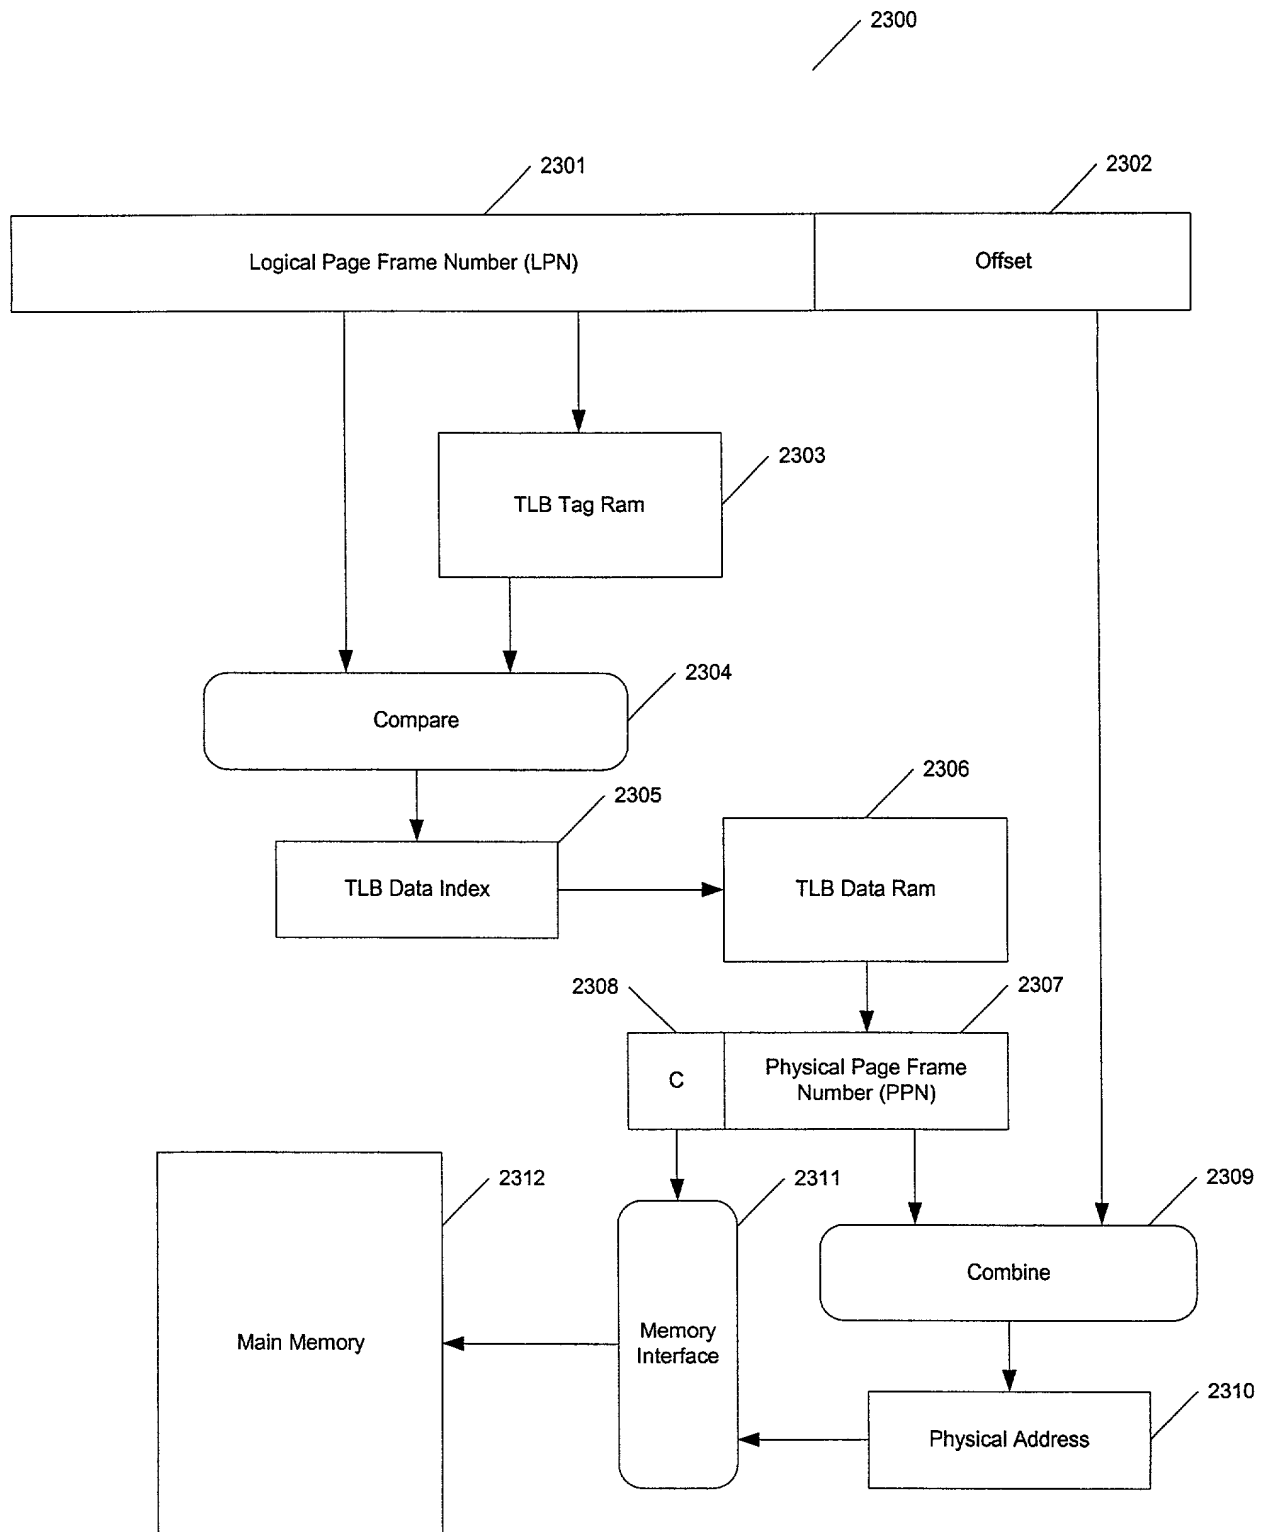 2300
2301
2302
Logical Page Frame Number (LPN)
Offset
2303
TLB Tag Ram
2304
Compare
2305
2306
TLB Data Index
TLB Data Ram
2308
2307
C
Physical Page Frame
Number (PPN)
2312
2311
2309
Combine
Main Memory
Memory
Interface
2310
Physical Address